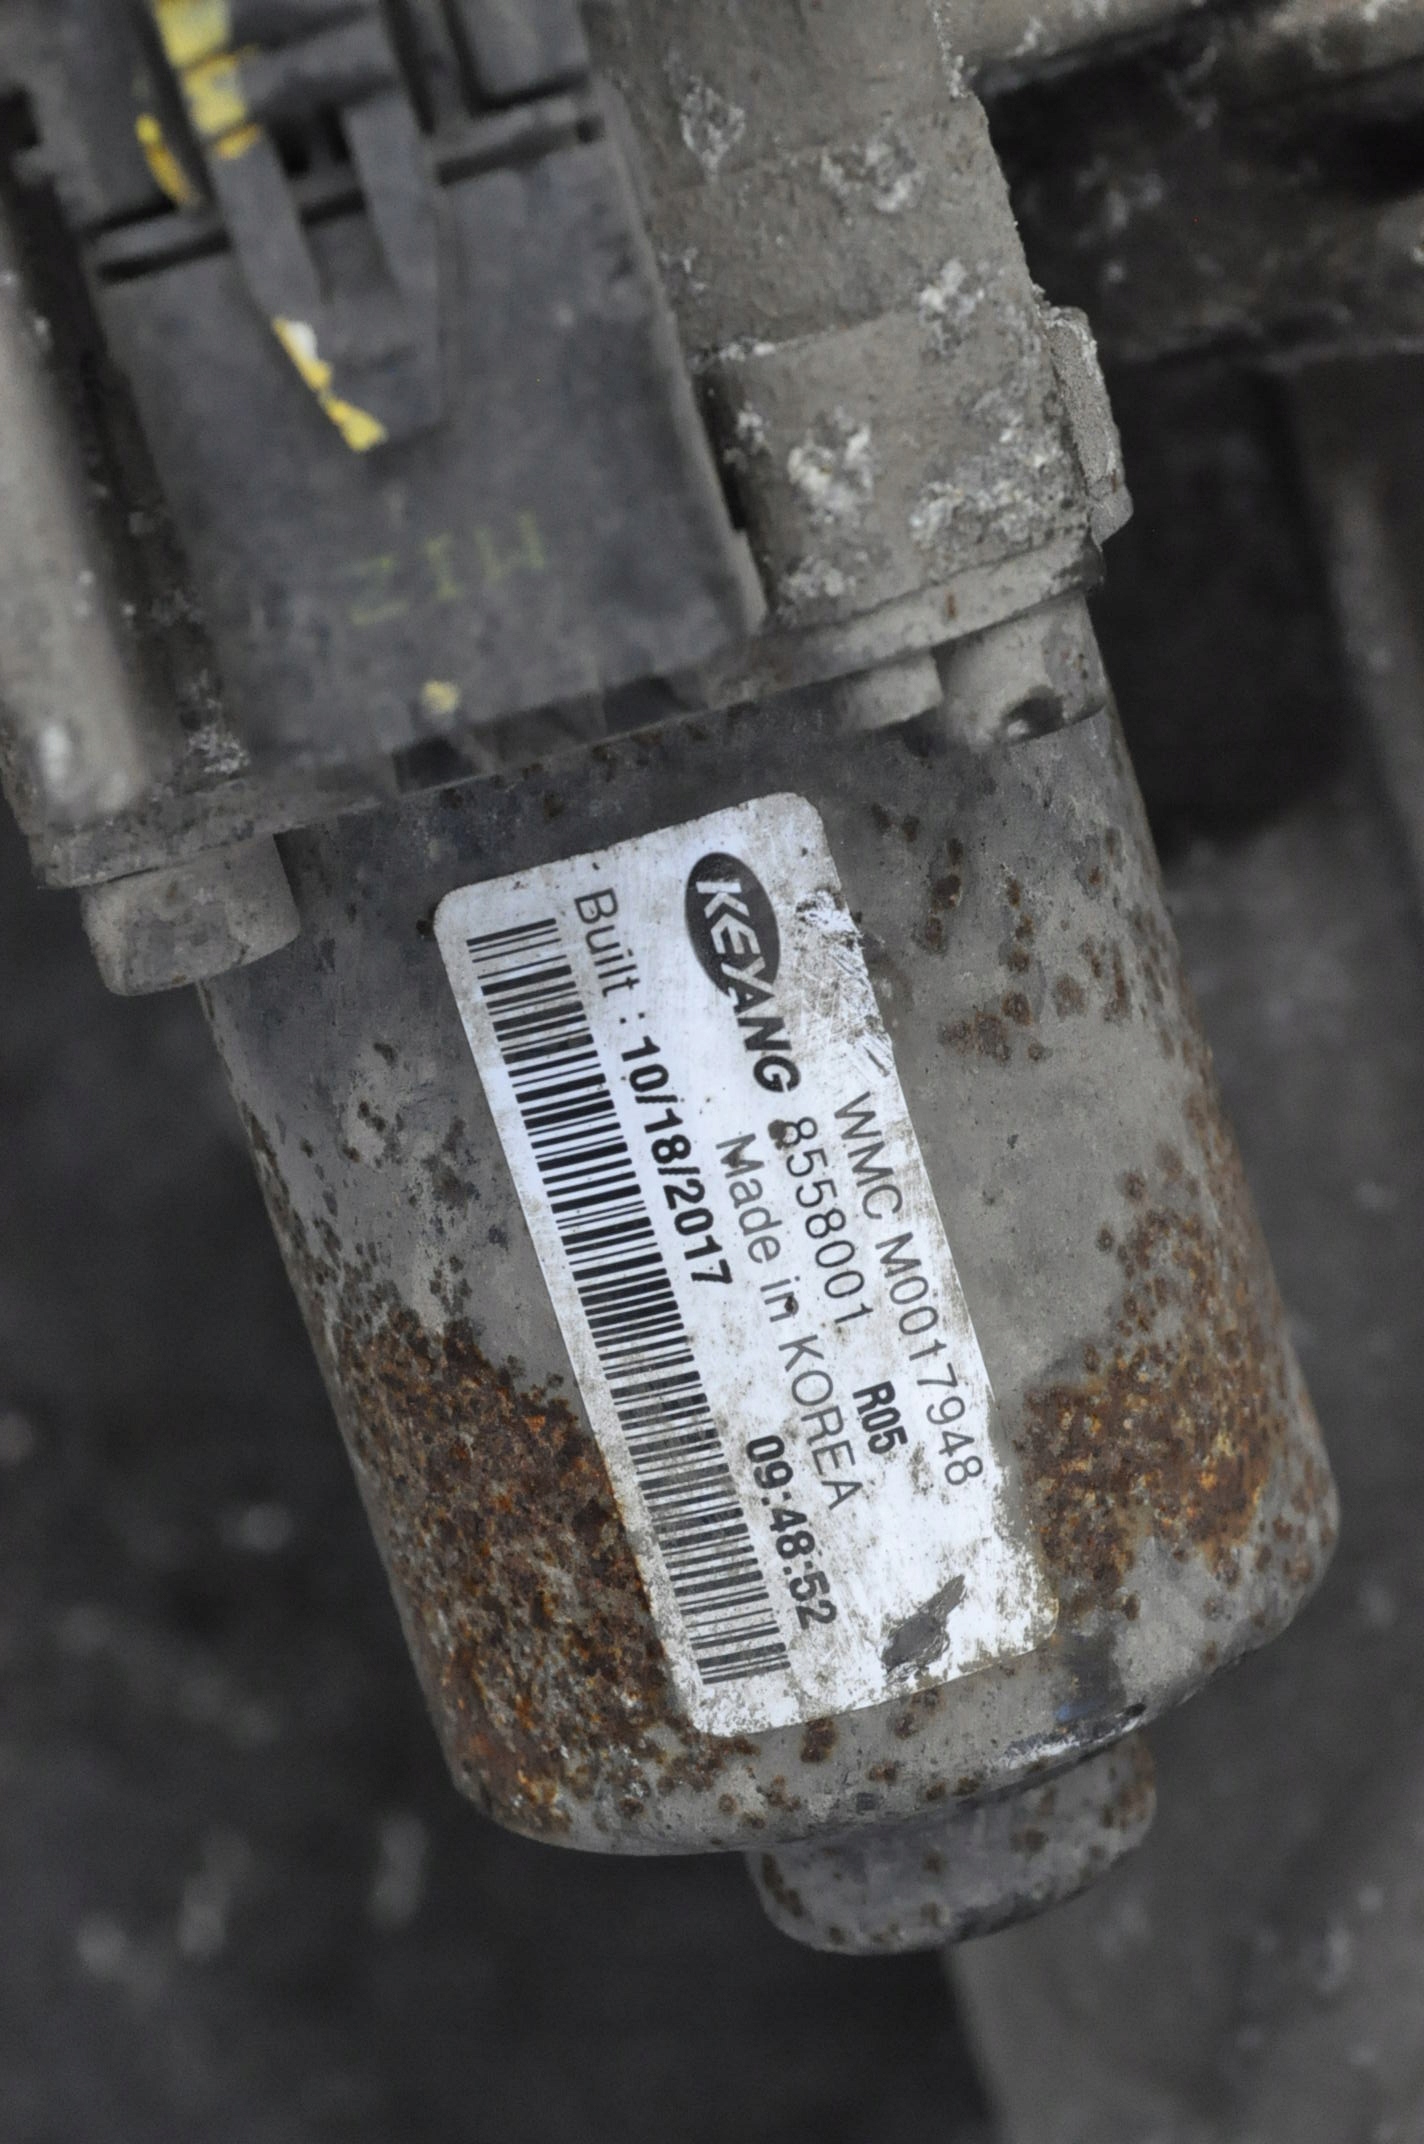 WMC M0017948
KEYANG 8558001 R05
Made in KOREA
Built : 10/18/2017 09:48:52